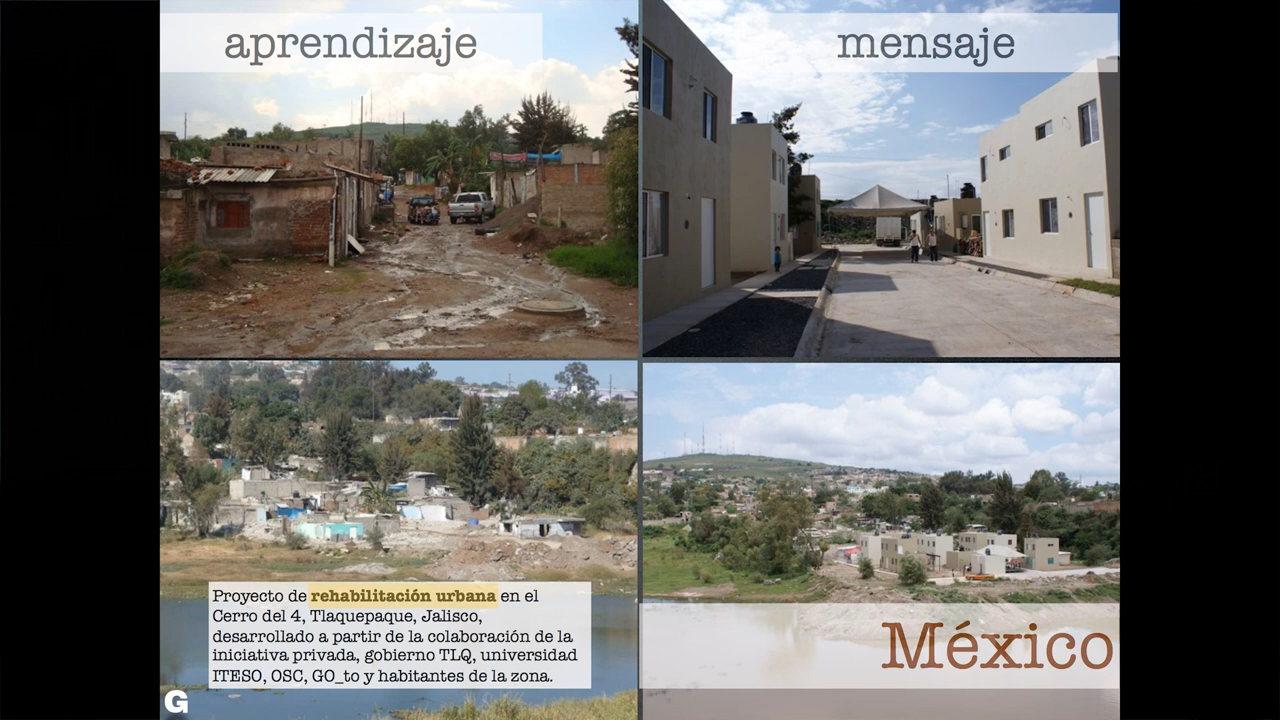 aprendizaje
mensaje
Proyecto de rehabilitación urbana en el
Cerro del 4, Tlaquepaque, Jalisco,
desarrollado a partir de la colaboración de la
iniciativa privada, gobierno TLQ, universidad
ITESO, OSC, GO_to y habitantes de la zona.
México
G